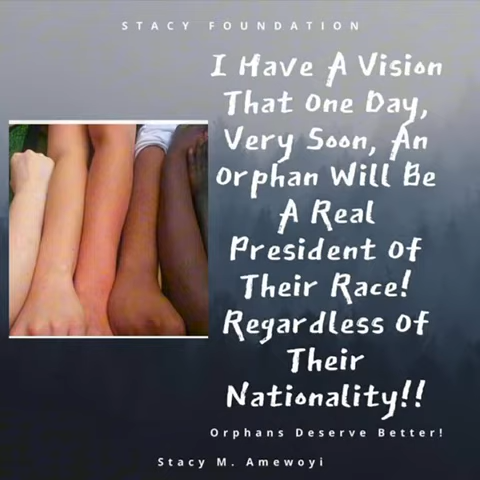 STACY FOUNDATION
I Have A Vision
That One Day,
Very Soon, An
Orphan Will Be
A Real
President Of
Their Race!
Regardless Of
Their
Nationality!!
Orphans Deserve Better!
Stacy M. Amewoyi